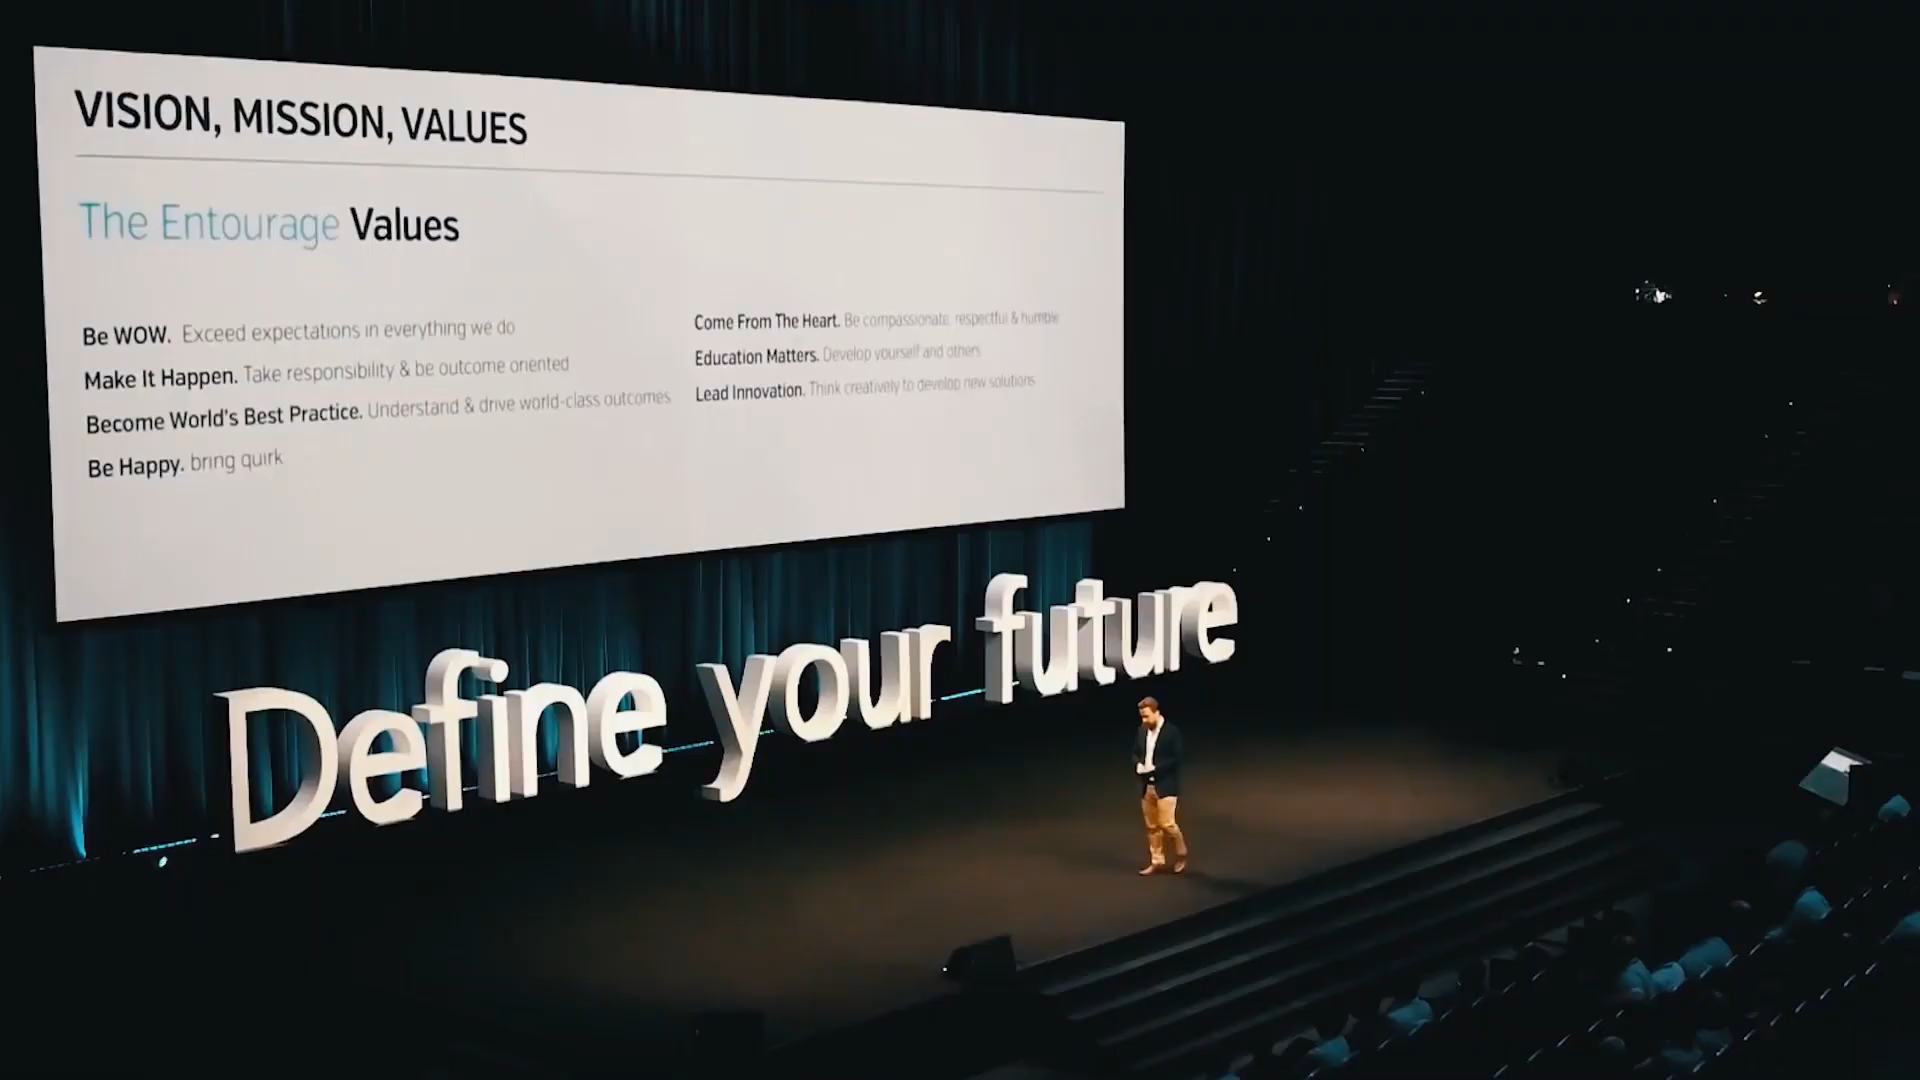 VISION, MISSION, VALUES
The Entourage Values
Be WOW. Exceed expectations in everything we do
Make It Happen. Take responsibility & be outcome oriented
Become World's Best Practice. Understand & drive world-class outcomes
Be Happy. bring quirk
Come From The Heart. Be compassionate, respectful & humble
Education Matters. Develop yourself and others
Lead Innovation. Think creatively to develop new solutions
Define your future